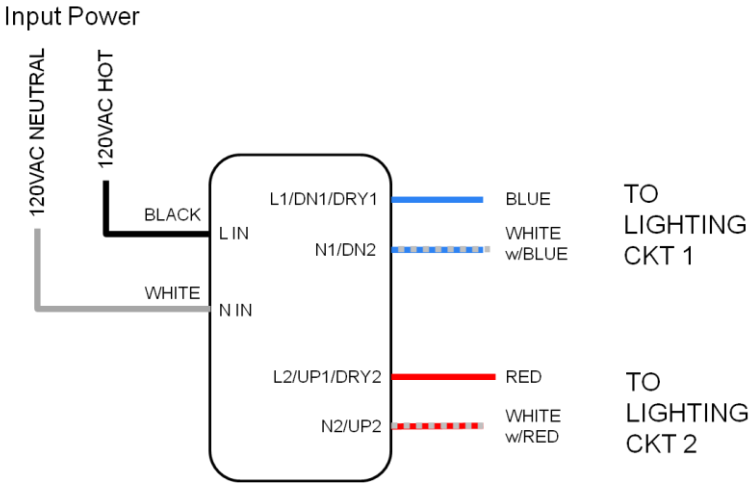 Input Power
120VAC NEUTRAL
120VAC HOT
BLACK
L IN
WHITE
N IN
L1/DN1/DRY1
BLUE
N1/DN2
WHITE
w/BLUE
TO
LIGHTING
CKT 1
L2/UP1/DRY2
RED
N2/UP2
WHITE
w/RED
TO
LIGHTING
CKT 2